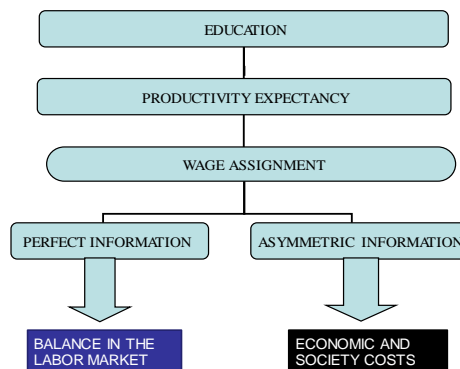 EDUCATION
PRODUCTIVITY EXPECTANCY
WAGE ASSIGNMENT
PERFECT INFORMATION
ASYMMETRIC INFORMATION
BALANCE IN THE
LABOR MARKET
ECONOMIC AND
SOCIETY COSTS